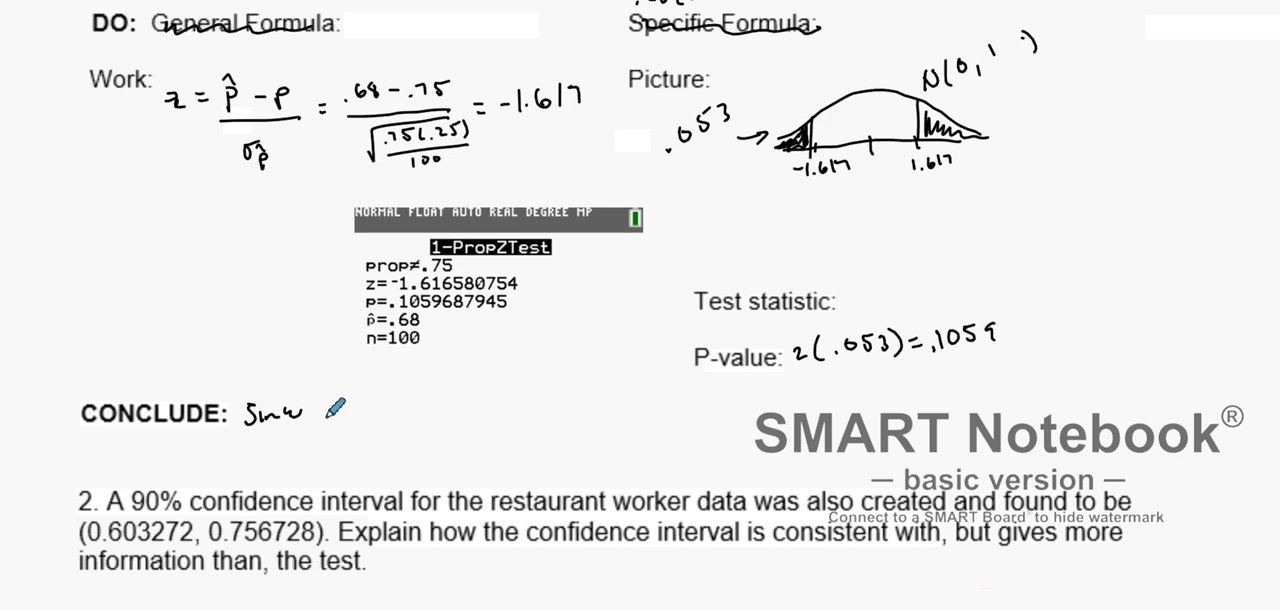 DO: General Formula:
Specific Formula:
Work:
z = p̂ - p / σp̂ = .68 - .75 / √.75(.25)/100 = -1.617
Picture:
N(0,1)
.053 →
-1.617 1.617
NORMAL FLOAT AUTO REAL DEGREE MP
1-PropZTest
prop≠.75
z=-1.616580754
p=.1059687945
p̂=.68
n=100
Test statistic:
P-value: 2(.053)=.1059
CONCLUDE:
SMART Notebook®
— basic version —
Connect to a SMART Board® to hide watermark
2. A 90% confidence interval for the restaurant worker data was also created and found to be
(0.603272, 0.756728). Explain how the confidence interval is consistent with, but gives more
information than, the test.